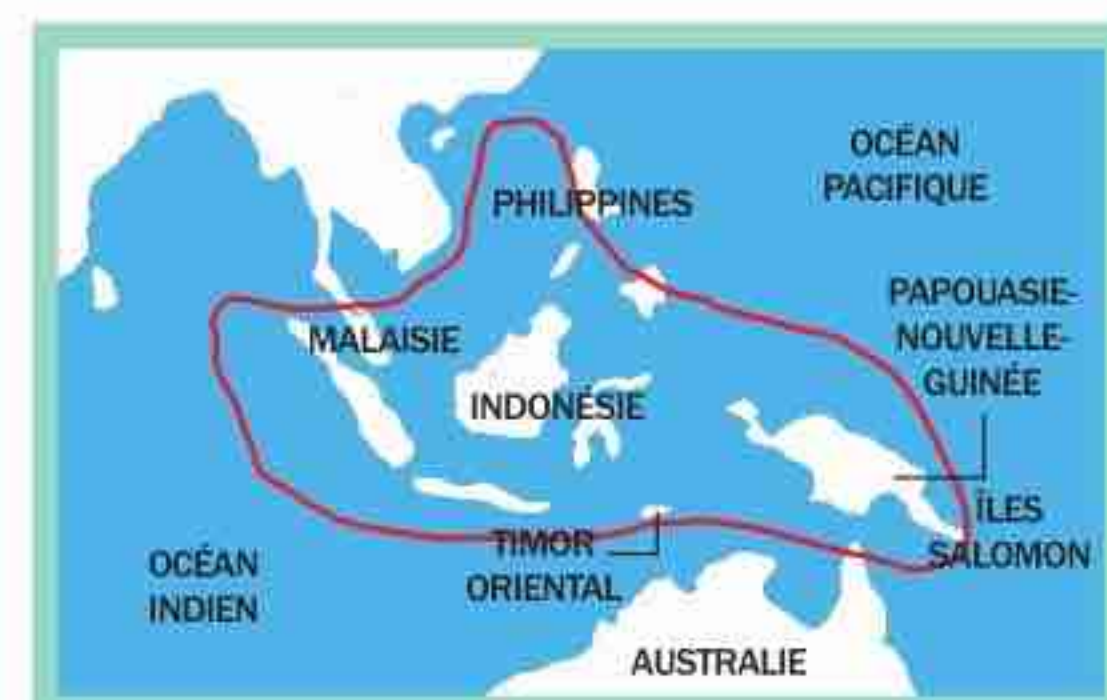 OCÉAN
PACIFIQUE
PHILIPPINES
PAPOUASIE-
NOUVELLE-
GUINÉE
MALAISIE
INDONÉSIE
ÎLES
SALOMON
TIMOR
ORIENTAL
OCÉAN
INDIEN
AUSTRALIE